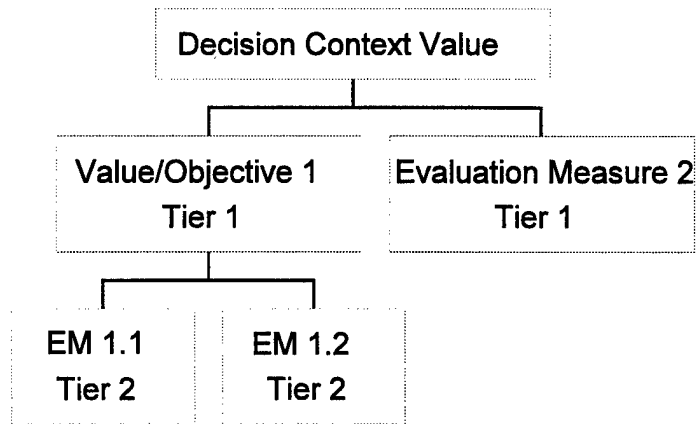 Decision Context Value
Value/Objective 1
Tier 1
Evaluation Measure 2
Tier 1
EM 1.1
Tier 2
EM 1.2
Tier 2